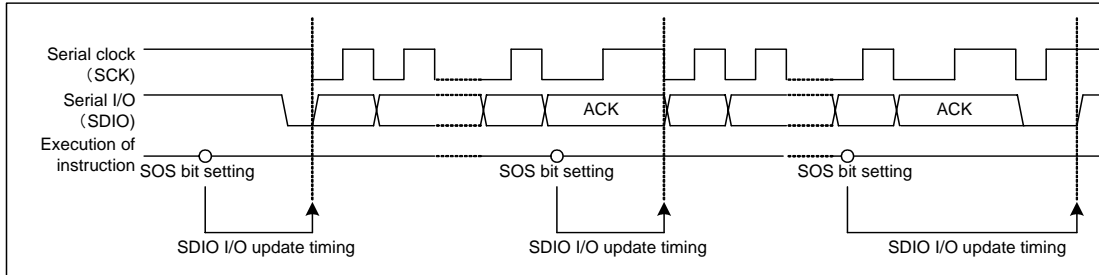 Serial clock
（SCK）
Serial I/O
（SDIO）
ACK
ACK
Execution of
instruction
SOS bit setting
SOS bit setting
SOS bit setting
SDIO I/O update timing
SDIO I/O update timing
SDIO I/O update timing